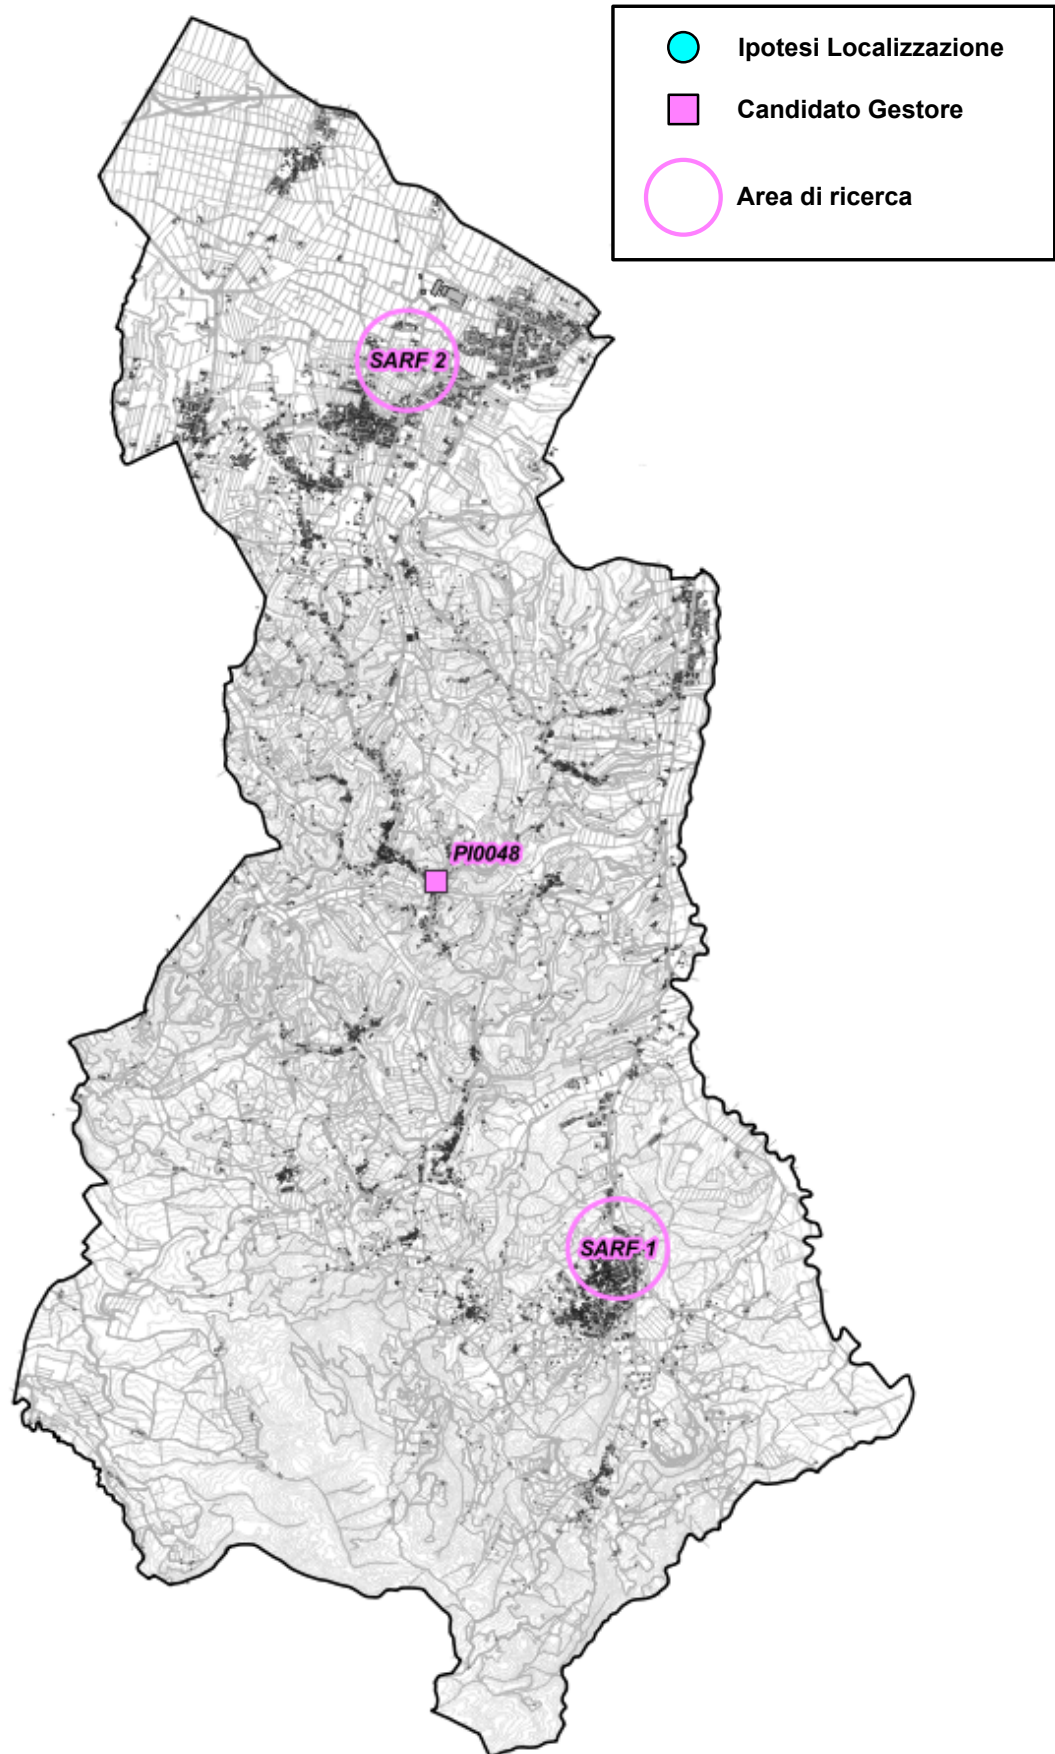 Ipotesi Localizzazione
Candidato Gestore
Area di ricerca
SARF 2
PI0048
SARF 1